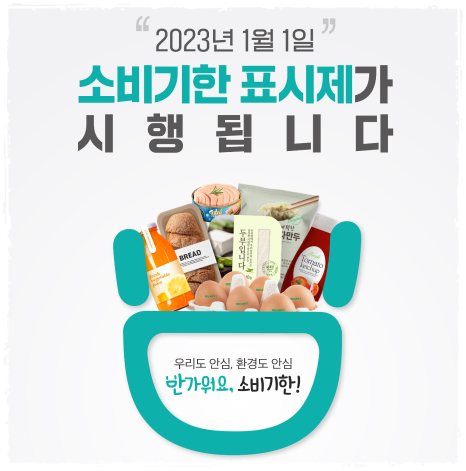 “ 2023년 1월 1일 ”
소비기한 표시제가
시행됩니다
BREAD
두부입니다
Tomato
ketchup
우리도 안심, 환경도 안심
반가워요, 소비기한!